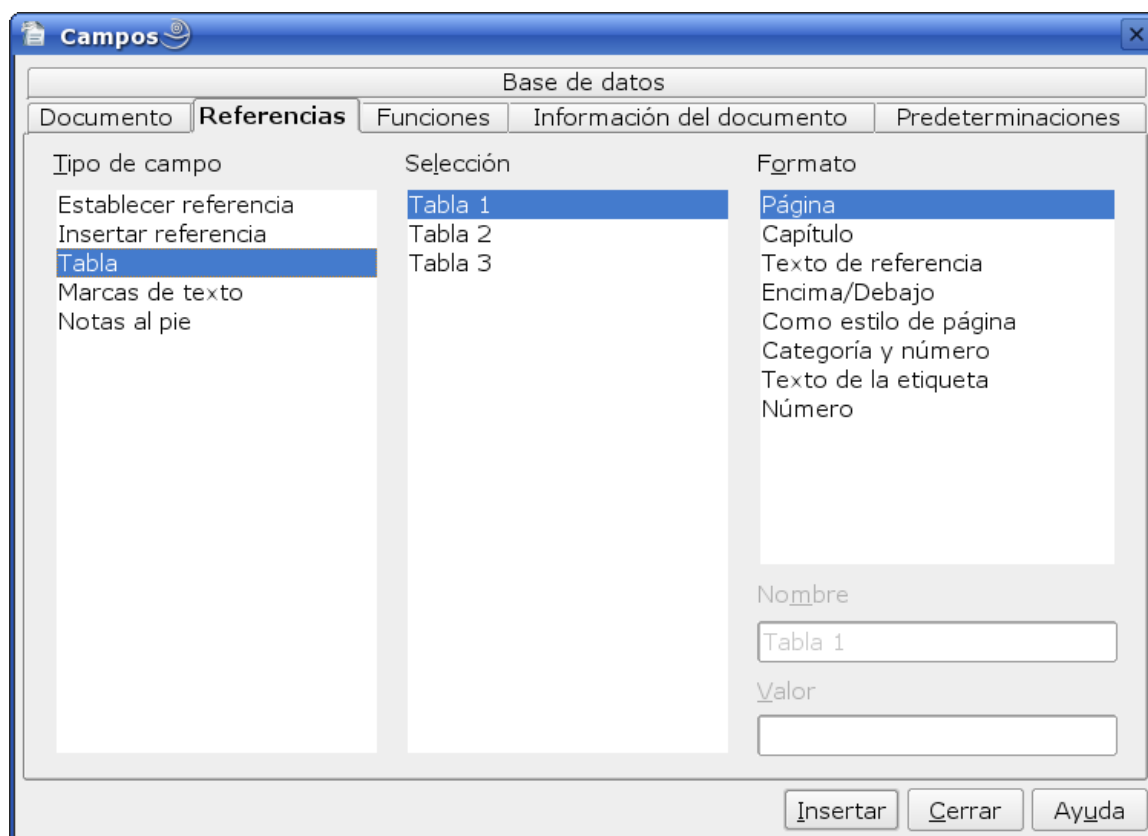 Campos
Base de datos
Documento Referencias Funciones Información del documento Predeterminaciones
Tipo de campo Selección Formato
Establecer referencia Tabla 1 Página
Insertar referencia Tabla 2 Capítulo
Tabla Tabla 3 Texto de referencia
Marcas de texto Encima/Debajo
Notas al pie Como estilo de página
Categoría y número
Texto de la etiqueta
Número
Nombre
Tabla 1
Valor
Insertar Cerrar Ayuda